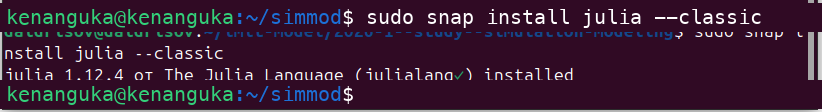 kenanguka@kenanguka:~/simmod$ sudo snap install julia --classic
$ sudo snap i
nstall julia --classic
julia 1.12.4 от The Julia Language (julialang✓) installed
kenanguka@kenanguka:~/simmod$